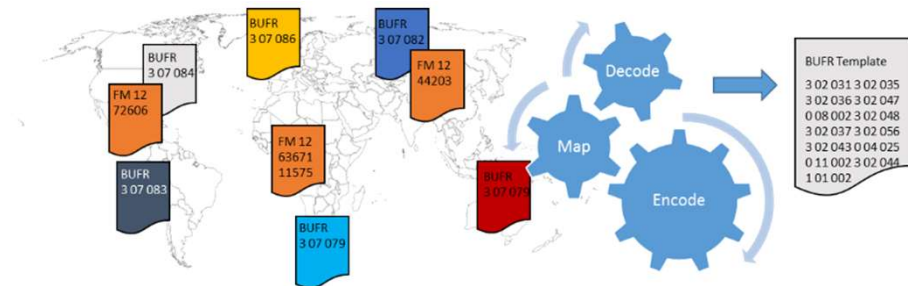 BUFR
3 07 086
BUFR
3 07 082
BUFR
3 07 084
FM 12
44203
FM 12
72606
FM 12
63671
11575
BUFR
3 07 083
BUFR
3 07 079
BUFR
3 07 079
Decode
Map
Encode
BUFR Template
3 02 031 3 02 035
3 02 036 3 02 047
0 08 002 3 02 048
3 02 037 3 02 056
3 02 043 0 04 025
0 11 002 3 02 044
1 01 002